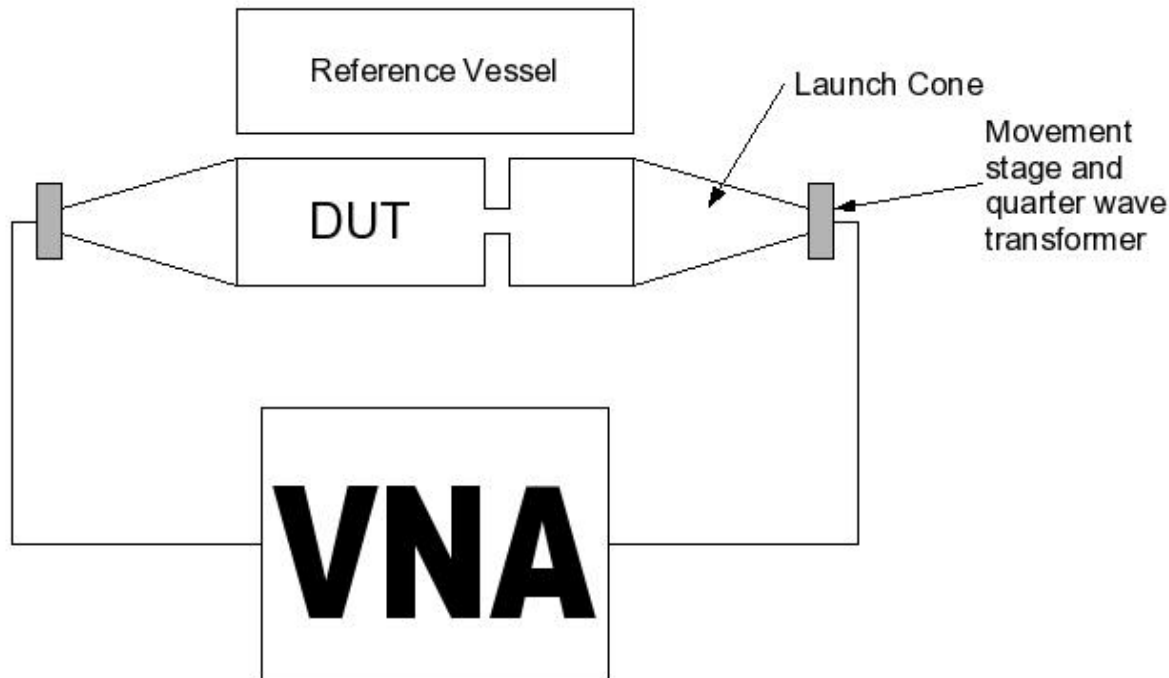 Reference Vessel
Launch Cone
Movement
stage and
quarter wave
transformer
DUT
VNA